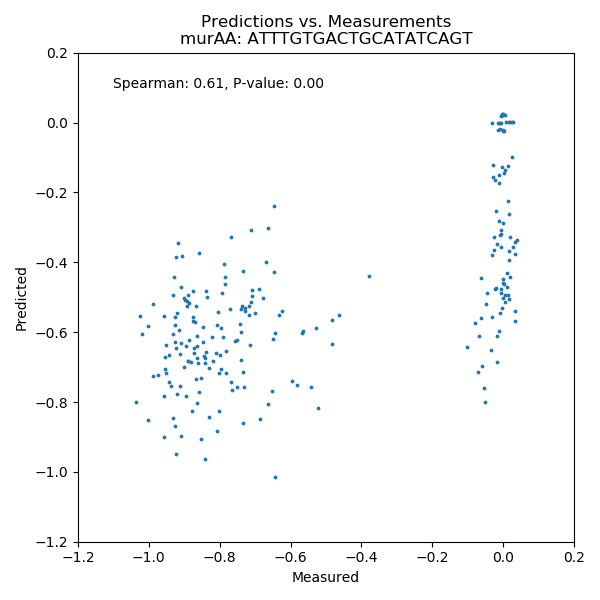 Predictions vs. Measurements
murAA: ATTTGTGACTGCATATCAGT
Spearman: 0.61, P-value: 0.00
0.2
0.0
−0.2
−0.4
−0.6
−0.8
−1.0
−1.2
Predicted
−1.2 −1.0 −0.8 −0.6 −0.4 −0.2 0.0 0.2
Measured